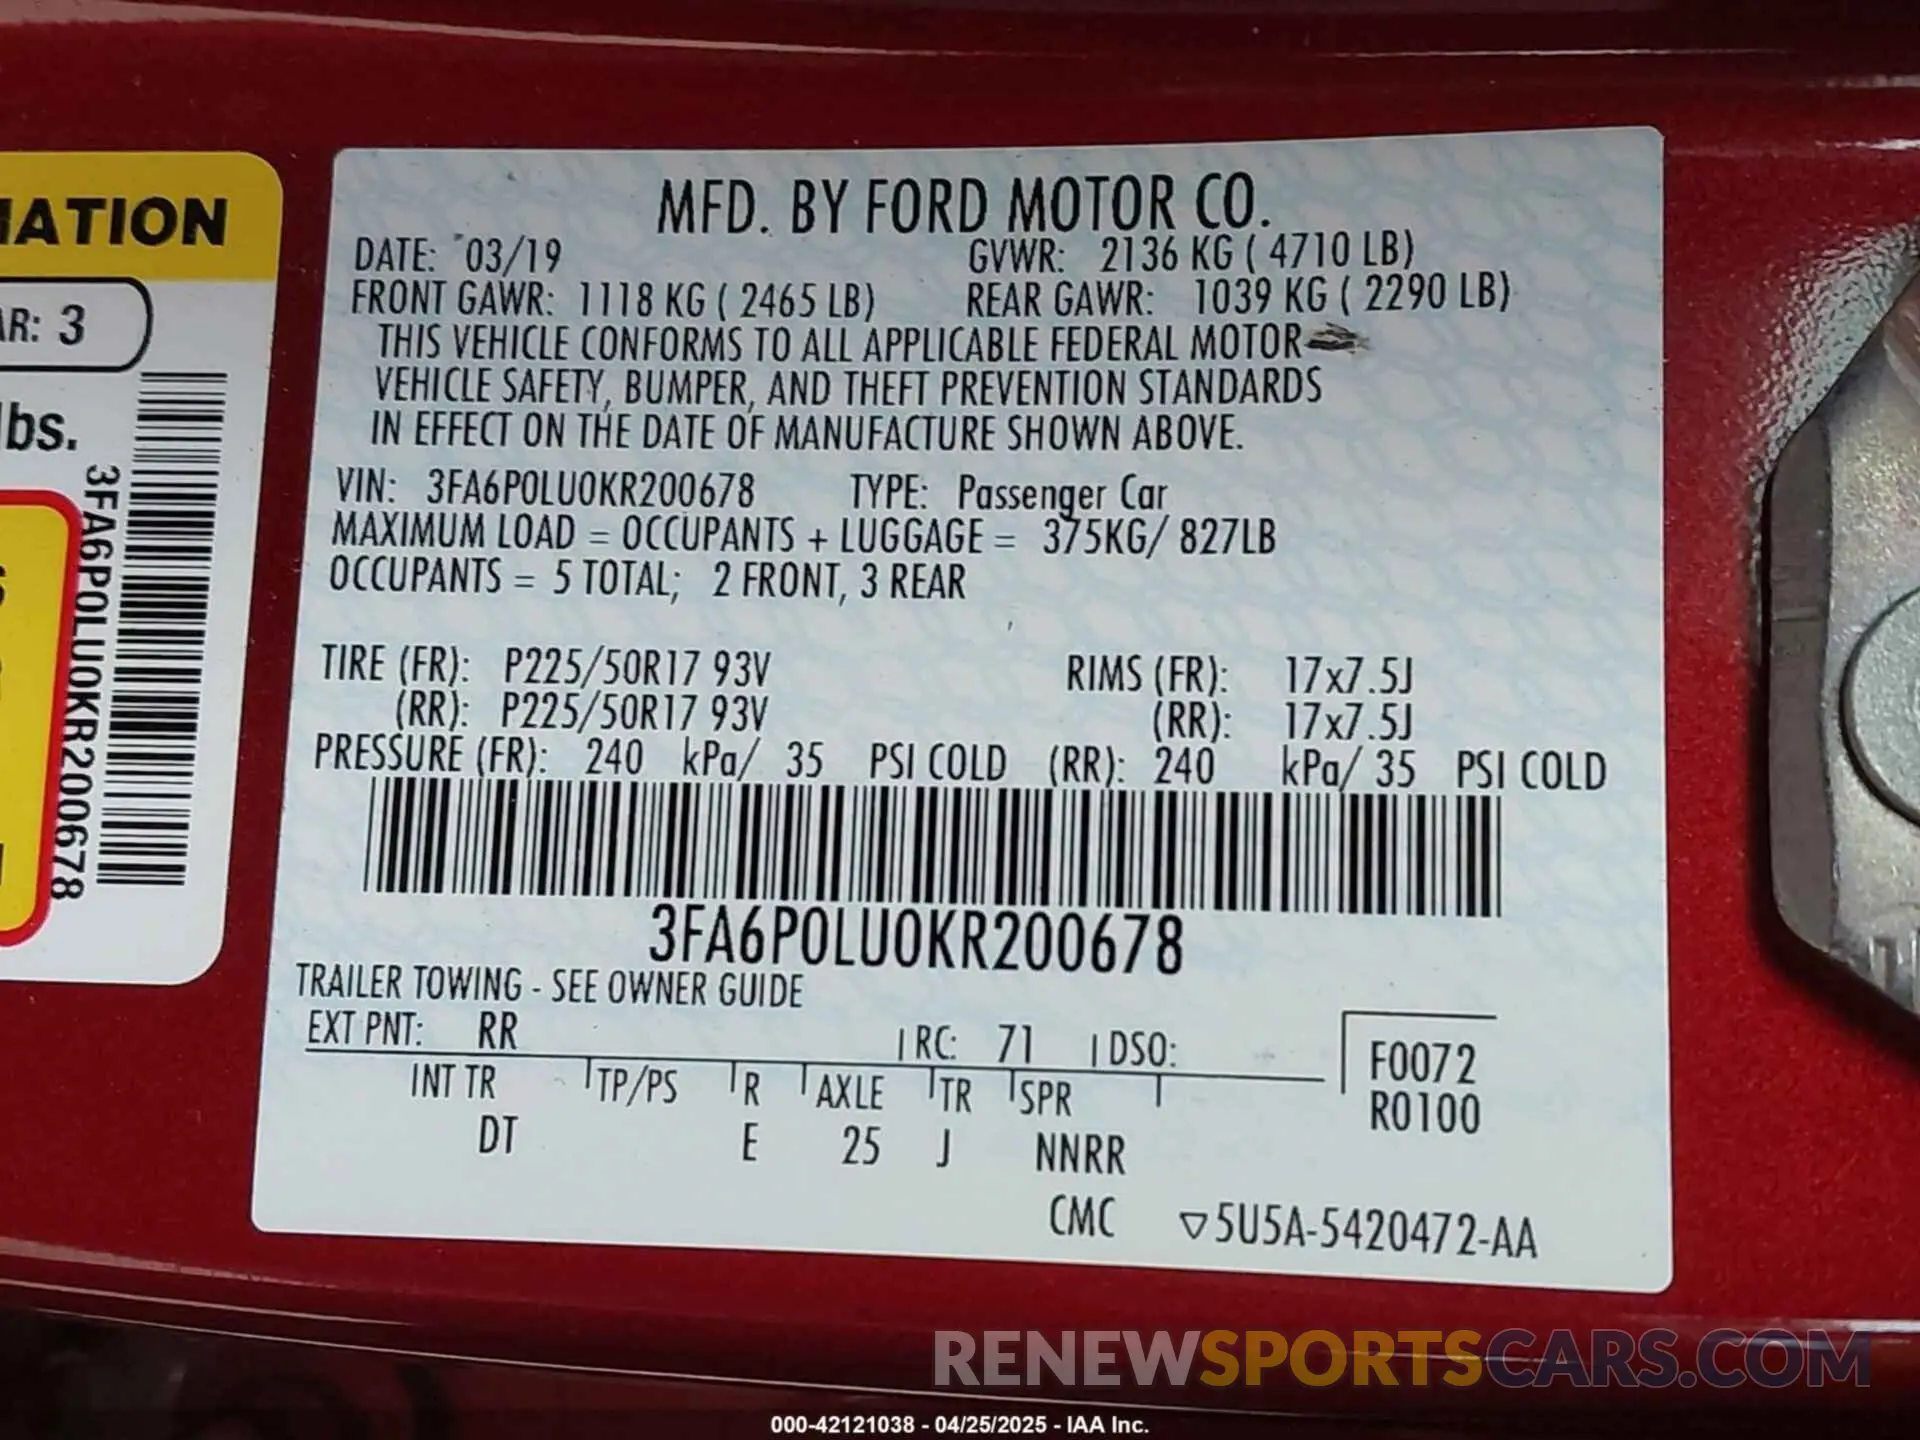 MFD. BY FORD MOTOR CO.
DATE: 03/19 GVWR: 2136 KG ( 4710 LB)
FRONT GAWR: 1118 KG ( 2465 LB) REAR GAWR: 1039 KG ( 2290 LB)
THIS VEHICLE CONFORMS TO ALL APPLICABLE FEDERAL MOTOR
VEHICLE SAFETY, BUMPER, AND THEFT PREVENTION STANDARDS
IN EFFECT ON THE DATE OF MANUFACTURE SHOWN ABOVE.
VIN: 3FA6P0LU0KR200678 TYPE: Passenger Car
MAXIMUM LOAD = OCCUPANTS + LUGGAGE = 375KG/ 827LB
OCCUPANTS = 5 TOTAL; 2 FRONT, 3 REAR
TIRE (FR): P225/50R17 93V RIMS (FR): 17x7.5J
(RR): P225/50R17 93V (RR): 17x7.5J
PRESSURE (FR): 240 kPa/ 35 PSI COLD (RR): 240 kPa/ 35 PSI COLD
3FA6P0LU0KR200678
TRAILER TOWING - SEE OWNER GUIDE
EXT PNT: RR RC: 71 DSO: F0072
INT TR TP/PS R AXLE TR SPR R0100
DT E 25 J NNRR
CMC ▽5U5A-5420472-AA
MATION
AR: 3
lbs.
3FA6P0LU0KR200678
RENEWSPORTSCARS.COM
000-42121038 - 04/25/2025 - IAA Inc.